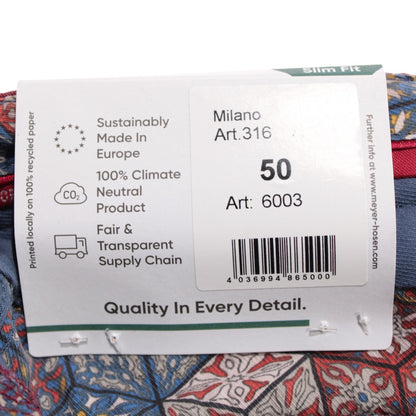 Slim Fit
Printed locally on 100% recycled paper
Sustainably
Made In
Europe
CO₂
100% Climate
Neutral
Product
Fair &
Transparent
Supply Chain
Milano
Art.316
50
Art: 6003
4 036994 865000
Further info at www.meyer-hosen.com
Quality In Every Detail.